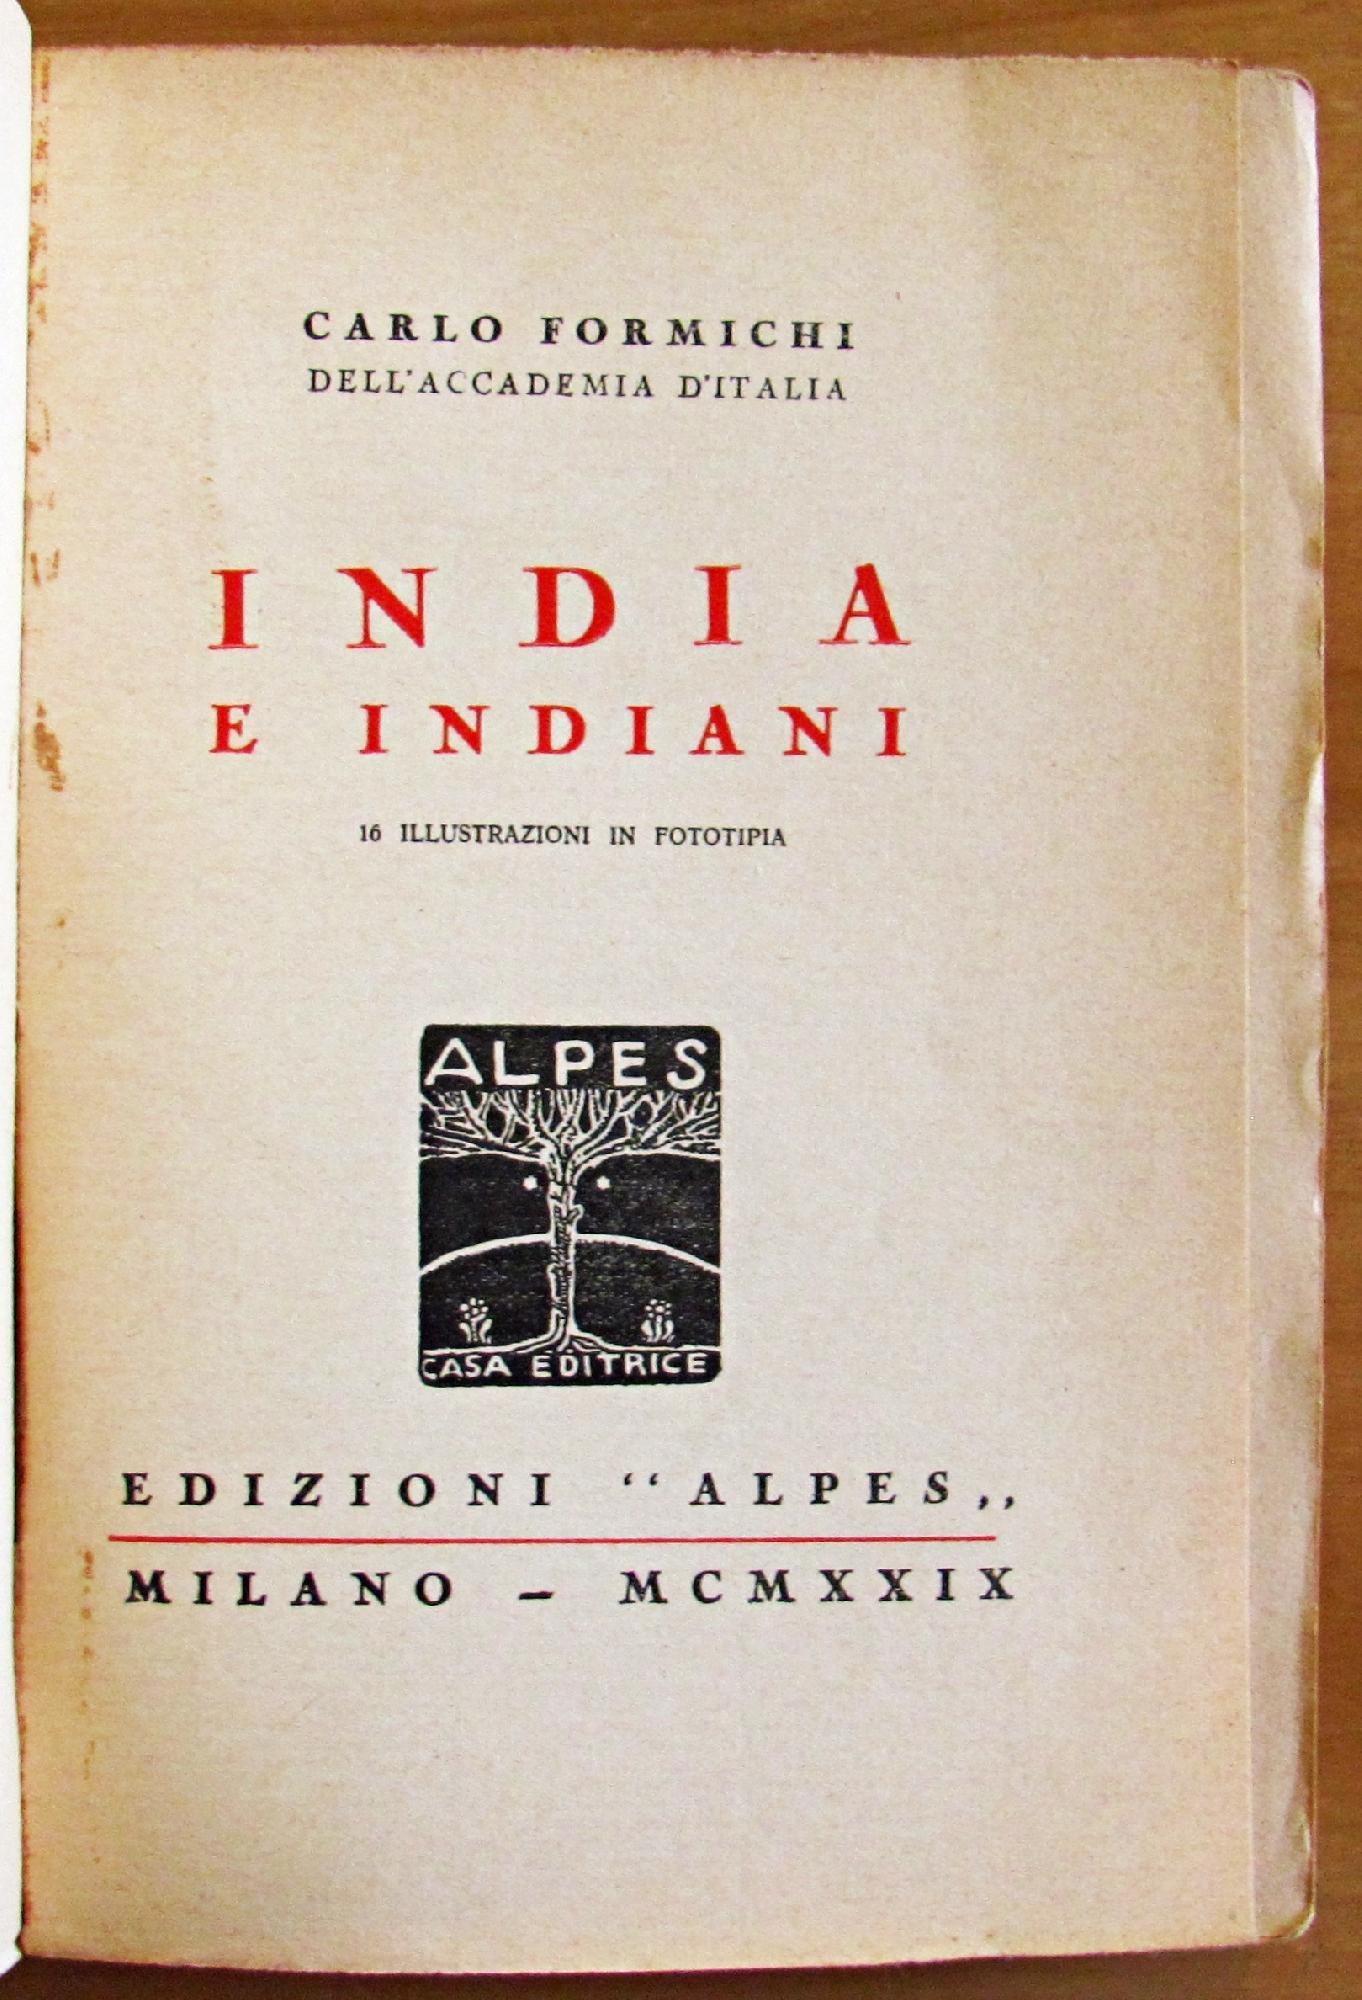 CARLO FORMICHI
DELL'ACCADEMIA D'ITALIA
INDIA
E INDIANI
16 ILLUSTRAZIONI IN FOTOTIPIA
ALPES
CASA EDITRICE
EDIZIONI “ALPES„
MILANO – MCMXXIX